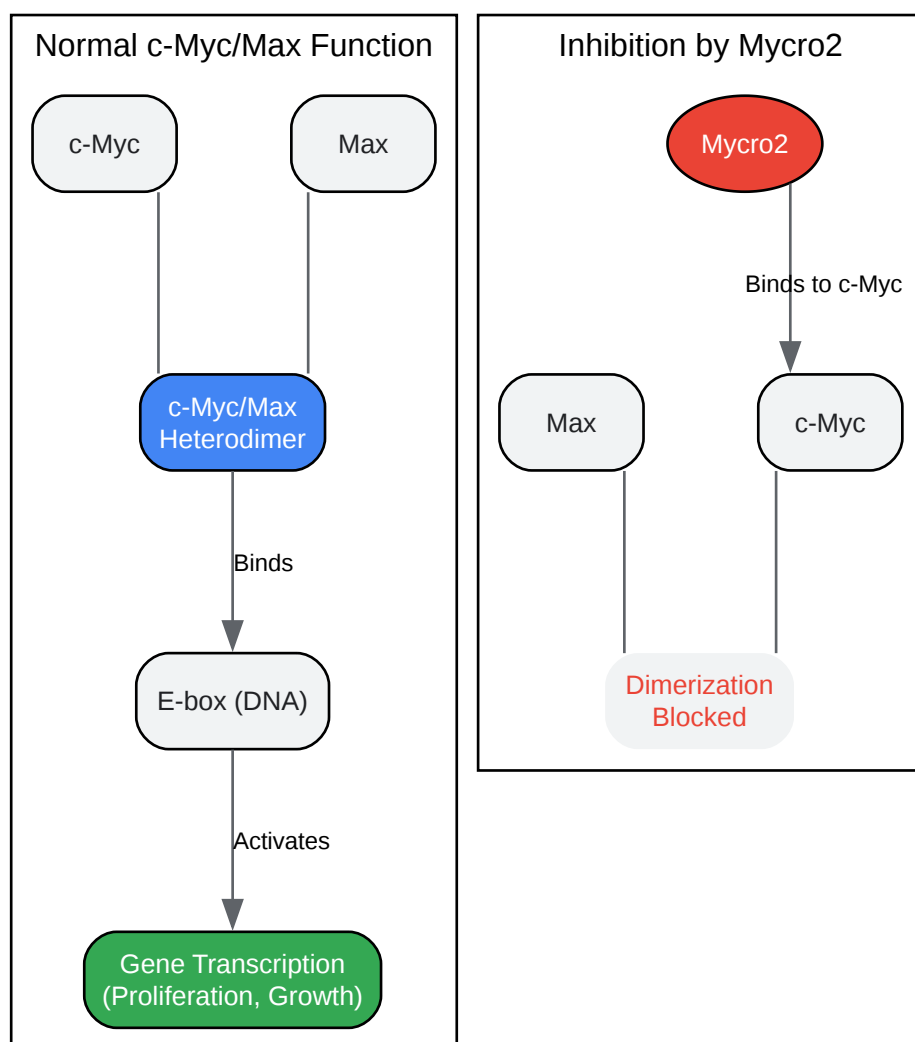 Normal c-Myc/Max Function
c-Myc
Max
c-Myc/Max
Heterodimer
Binds
E-box (DNA)
Activates
Gene Transcription
(Proliferation, Growth)
Inhibition by Mycro2
Mycro2
Binds to c-Myc
Max
c-Myc
Dimerization
Blocked